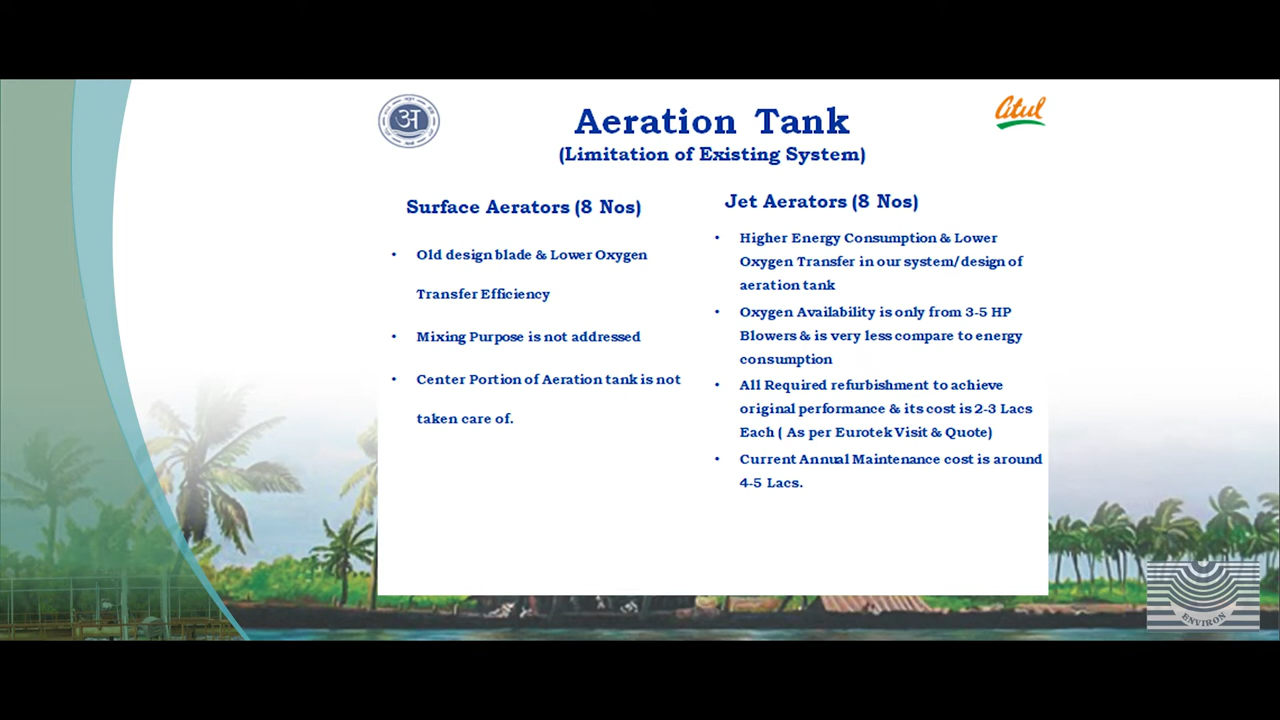 अ
Atul
Aeration Tank
(Limitation of Existing System)
Surface Aerators (8 Nos)
• Old design blade & Lower Oxygen
Transfer Efficiency
• Mixing Purpose is not addressed
• Center Portion of Aeration tank is not
taken care of.
Jet Aerators (8 Nos)
• Higher Energy Consumption & Lower
Oxygen Transfer in our system/design of
aeration tank
• Oxygen Availability is only from 3-5 HP
Blowers & is very less compare to energy
consumption
• All Required refurbishment to achieve
original performance & its cost is 2-3 Lacs
Each ( As per Eurotek Visit & Quote)
• Current Annual Maintenance cost is around
4-5 Lacs.
ENVIRON